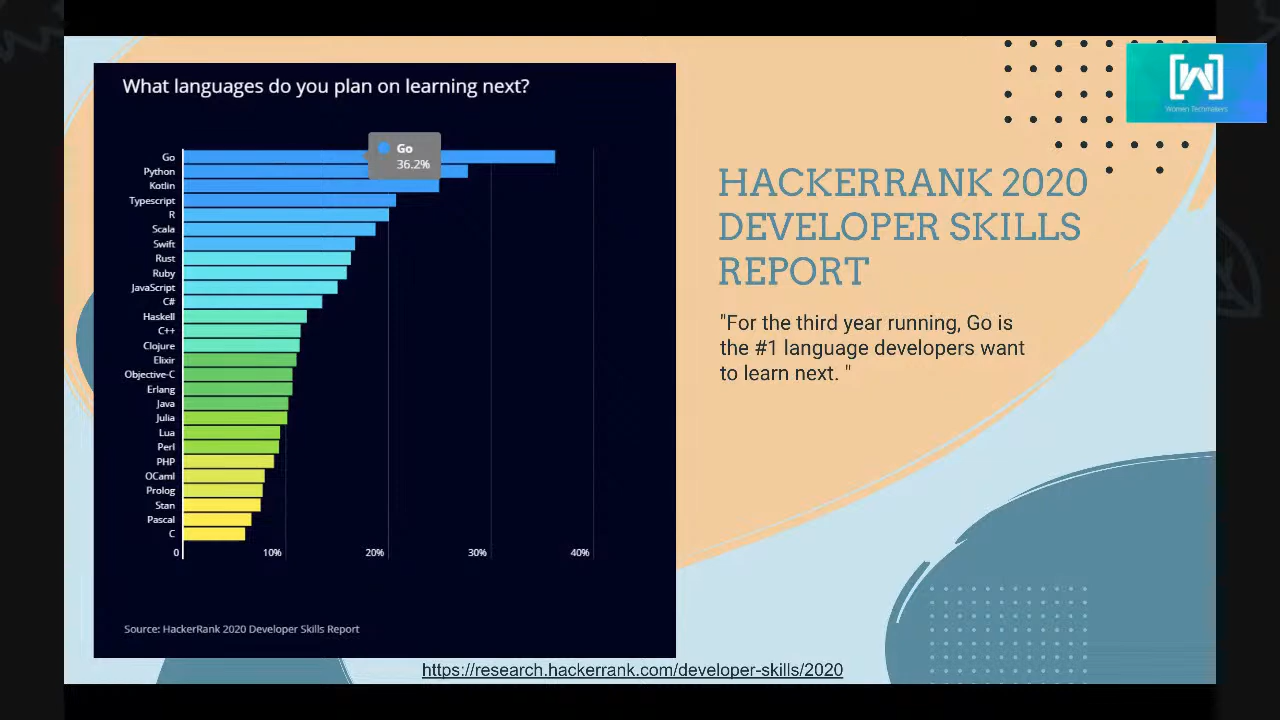 What languages do you plan on learning next?
Go
36.2%
Go
Python
Kotlin
Typescript
R
Scala
Swift
Rust
Ruby
JavaScript
C#
Haskell
C++
Clojure
Elixir
Objective-C
Erlang
Java
Julia
Lua
Perl
PHP
OCaml
Prolog
Stan
Pascal
C
0 10% 20% 30% 40%
Source: HackerRank 2020 Developer Skills Report
[W]
Women Techmakers
HACKERRANK 2020
DEVELOPER SKILLS
REPORT
"For the third year running, Go is
the #1 language developers want
to learn next. "
https://research.hackerrank.com/developer-skills/2020